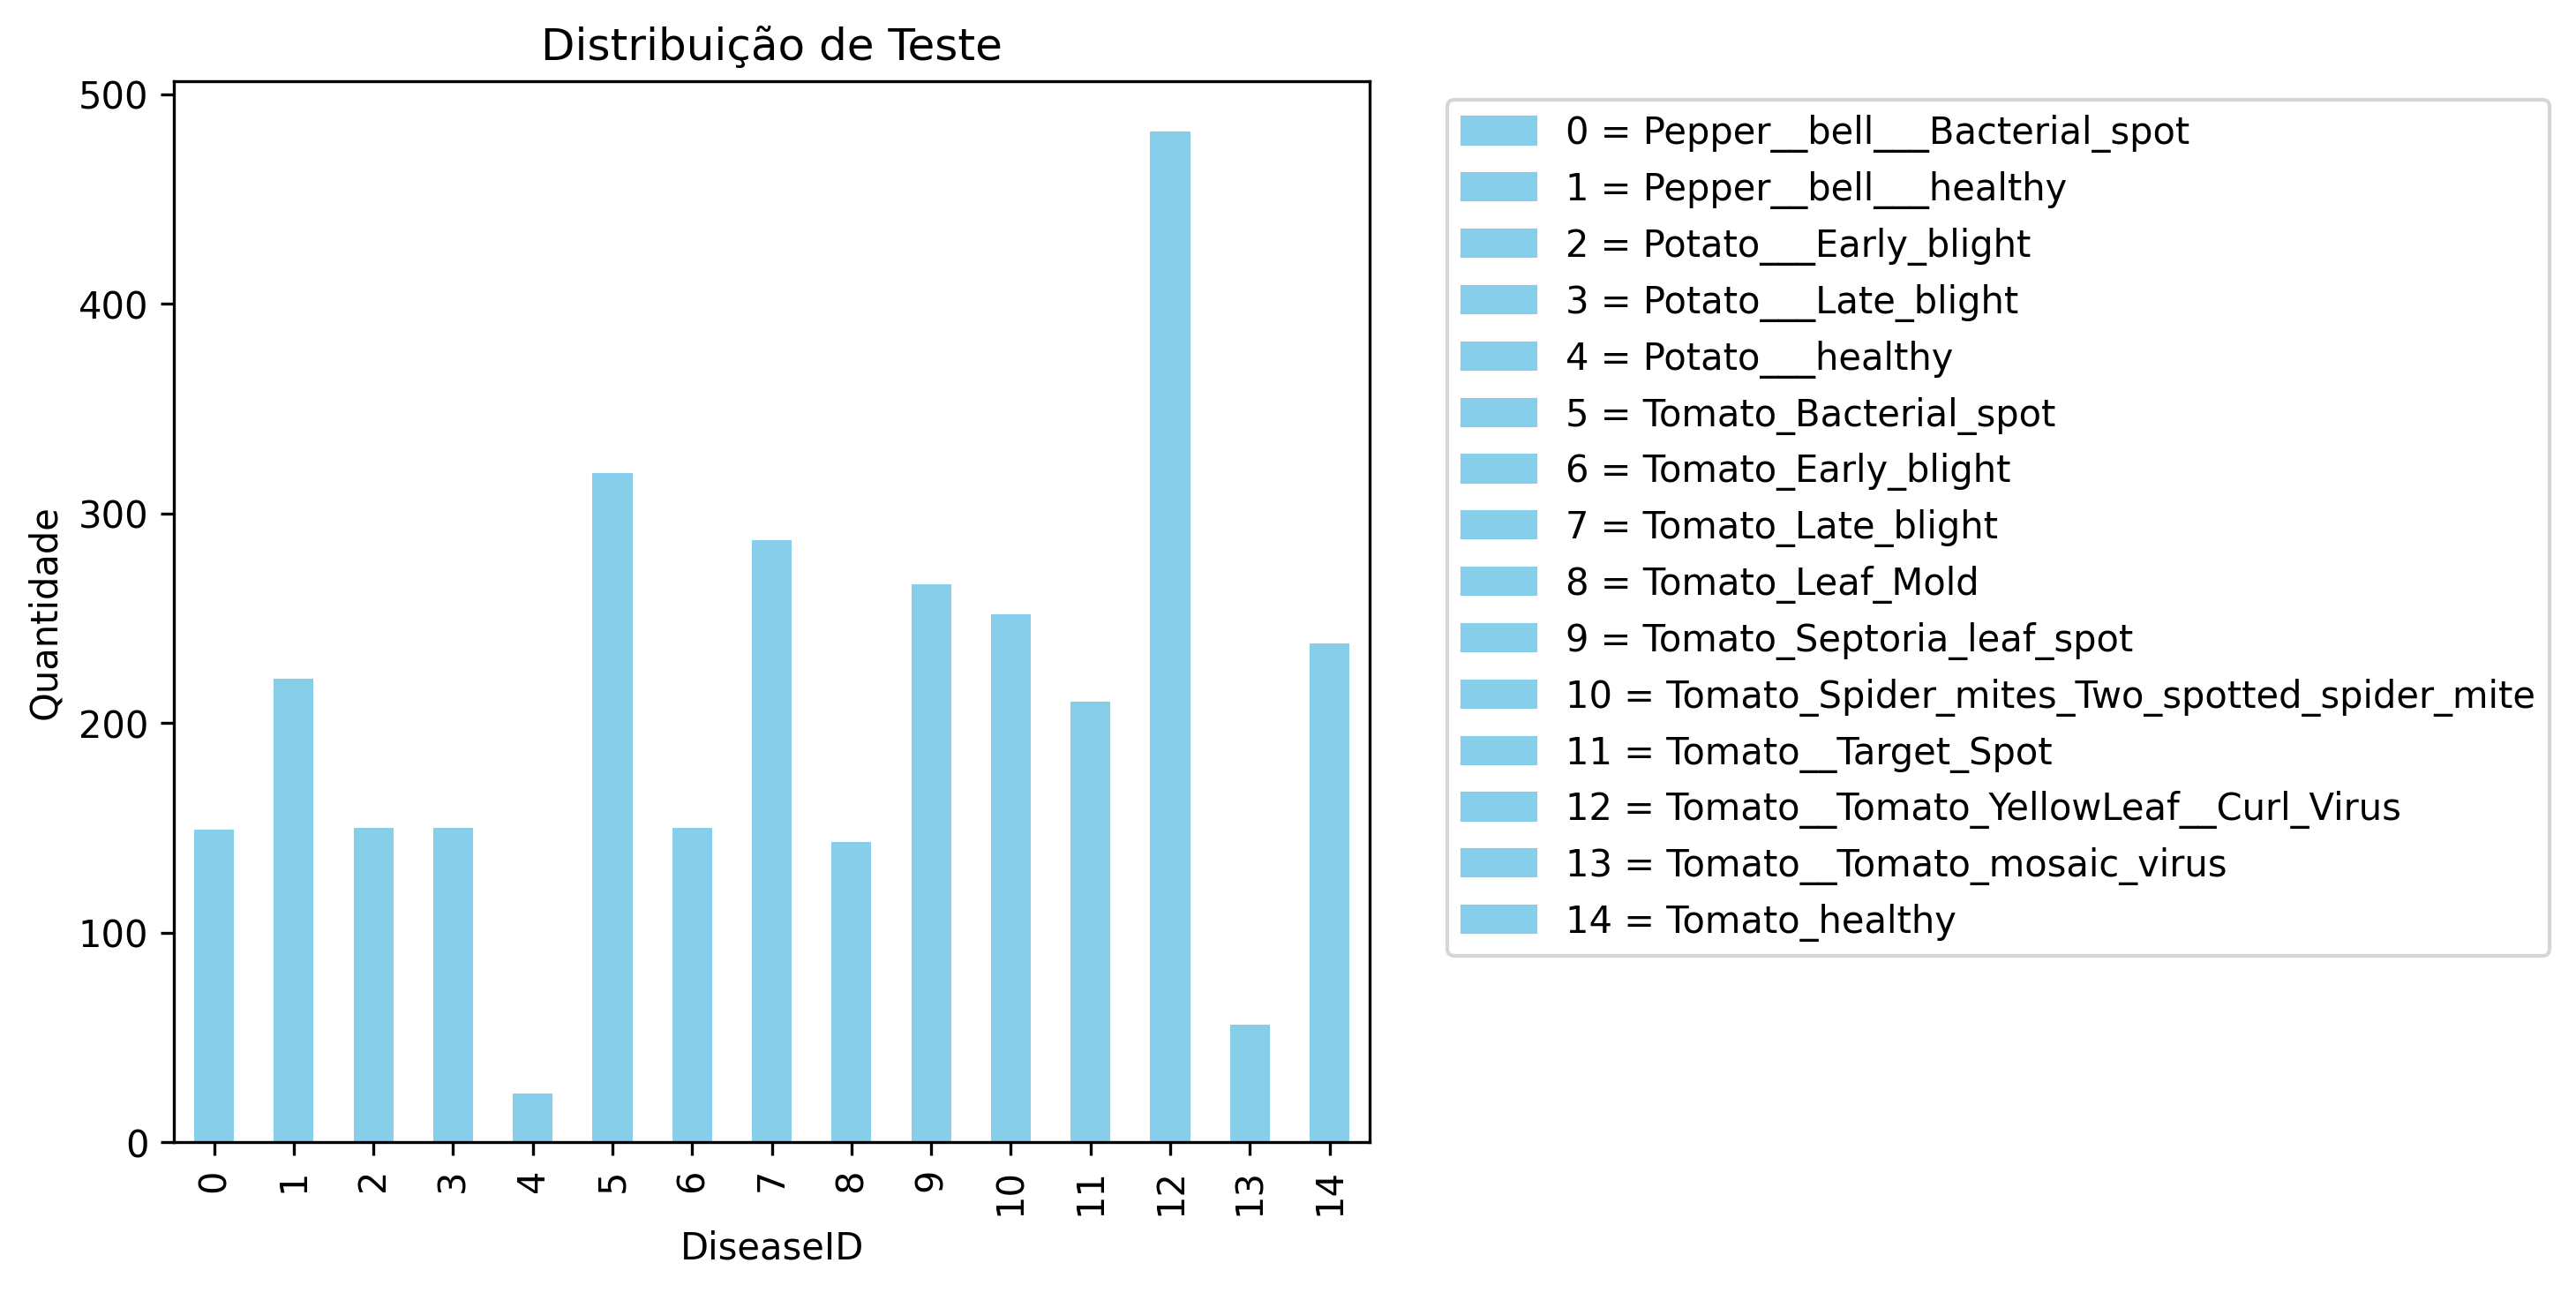 Distribuição de Teste
500
400
300
200
100
0
Quantidade
0 1 2 3 4 5 6 7 8 9 10 11 12 13 14
DiseaseID
0 = Pepper__bell___Bacterial_spot
1 = Pepper__bell___healthy
2 = Potato___Early_blight
3 = Potato___Late_blight
4 = Potato___healthy
5 = Tomato_Bacterial_spot
6 = Tomato_Early_blight
7 = Tomato_Late_blight
8 = Tomato_Leaf_Mold
9 = Tomato_Septoria_leaf_spot
10 = Tomato_Spider_mites_Two_spotted_spider_mite
11 = Tomato__Target_Spot
12 = Tomato__Tomato_YellowLeaf__Curl_Virus
13 = Tomato__Tomato_mosaic_virus
14 = Tomato_healthy